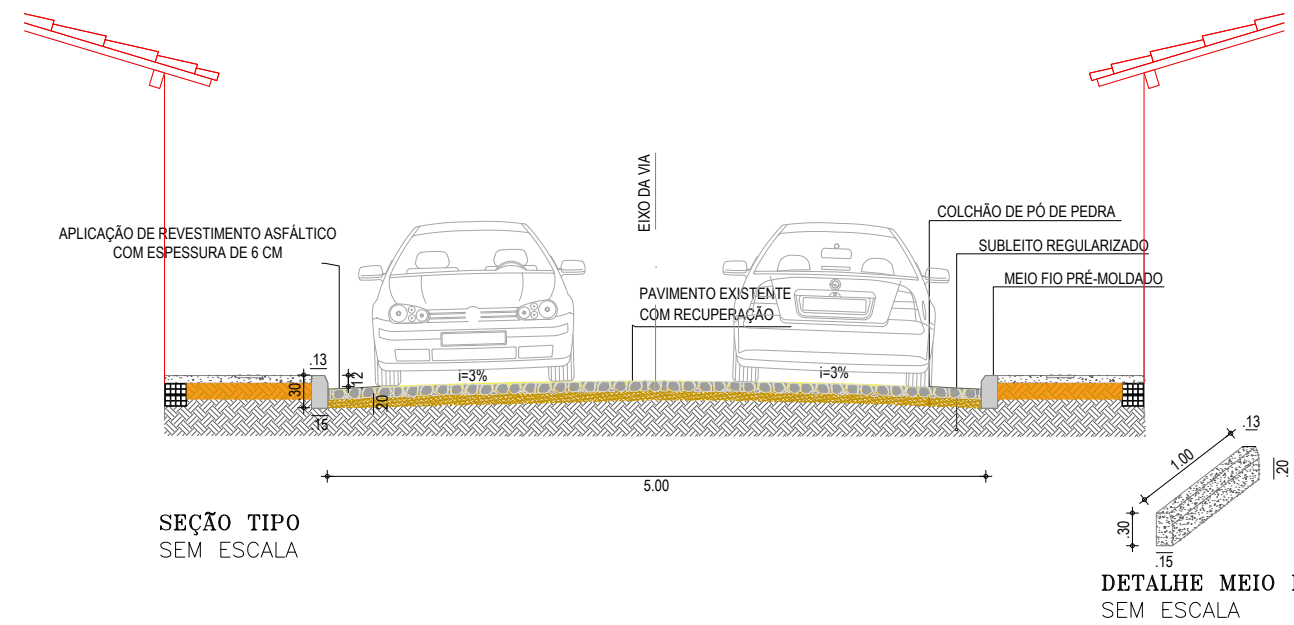 EIXO DA VIA
APLICAÇÃO DE REVESTIMENTO ASFÁLTICO
COM ESPESSURA DE 6 CM
COLCHÃO DE PÓ DE PEDRA
SUBLEITO REGULARIZADO
MEIO FIO PRÉ-MOLDADO
PAVIMENTO EXISTENTE
COM RECUPERAÇÃO
.13
12
.30
.15
.20
i=3%
i=3%
5.00
SEÇÃO TIPO
SEM ESCALA
1.00
.13
.20
.30
.15
DETALHE MEIO
SEM ESCALA